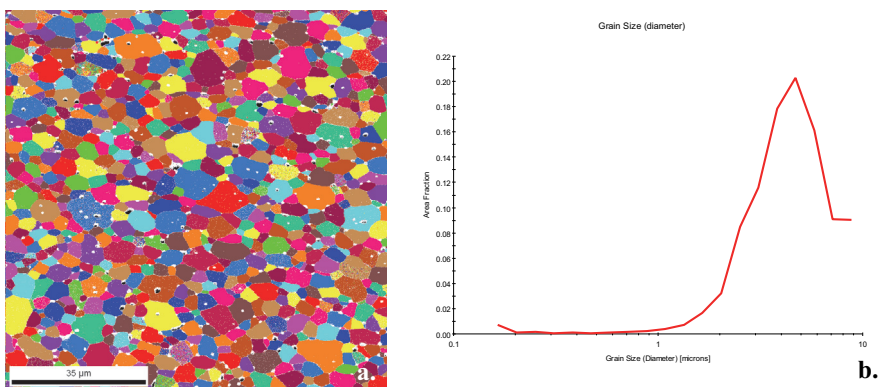 35 µm
a.
Grain Size (diameter)
0.22
0.20
0.18
0.16
0.14
0.12
0.10
0.08
0.06
0.04
0.02
0.00
Area Fraction
0.1
1
10
Grain Size (Diameter) [microns]
b.